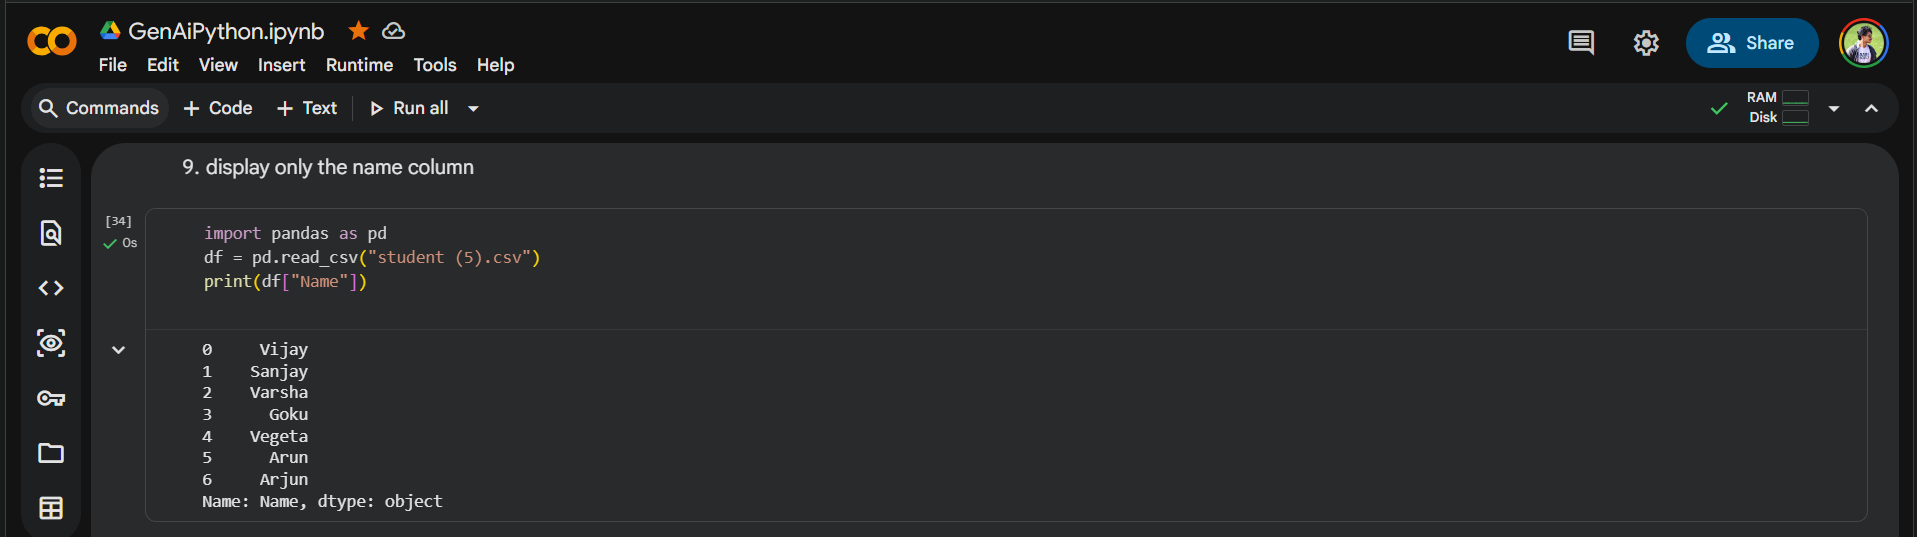 GenAiPython.ipynb
File Edit View Insert Runtime Tools Help
Share
Commands + Code + Text Run all
RAM
Disk
9. display only the name column
[34]
0s
import pandas as pd
df = pd.read_csv("student (5).csv")
print(df["Name"])
0 Vijay
1 Sanjay
2 Varsha
3 Goku
4 Vegeta
5 Arun
6 Arjun
Name: Name, dtype: object